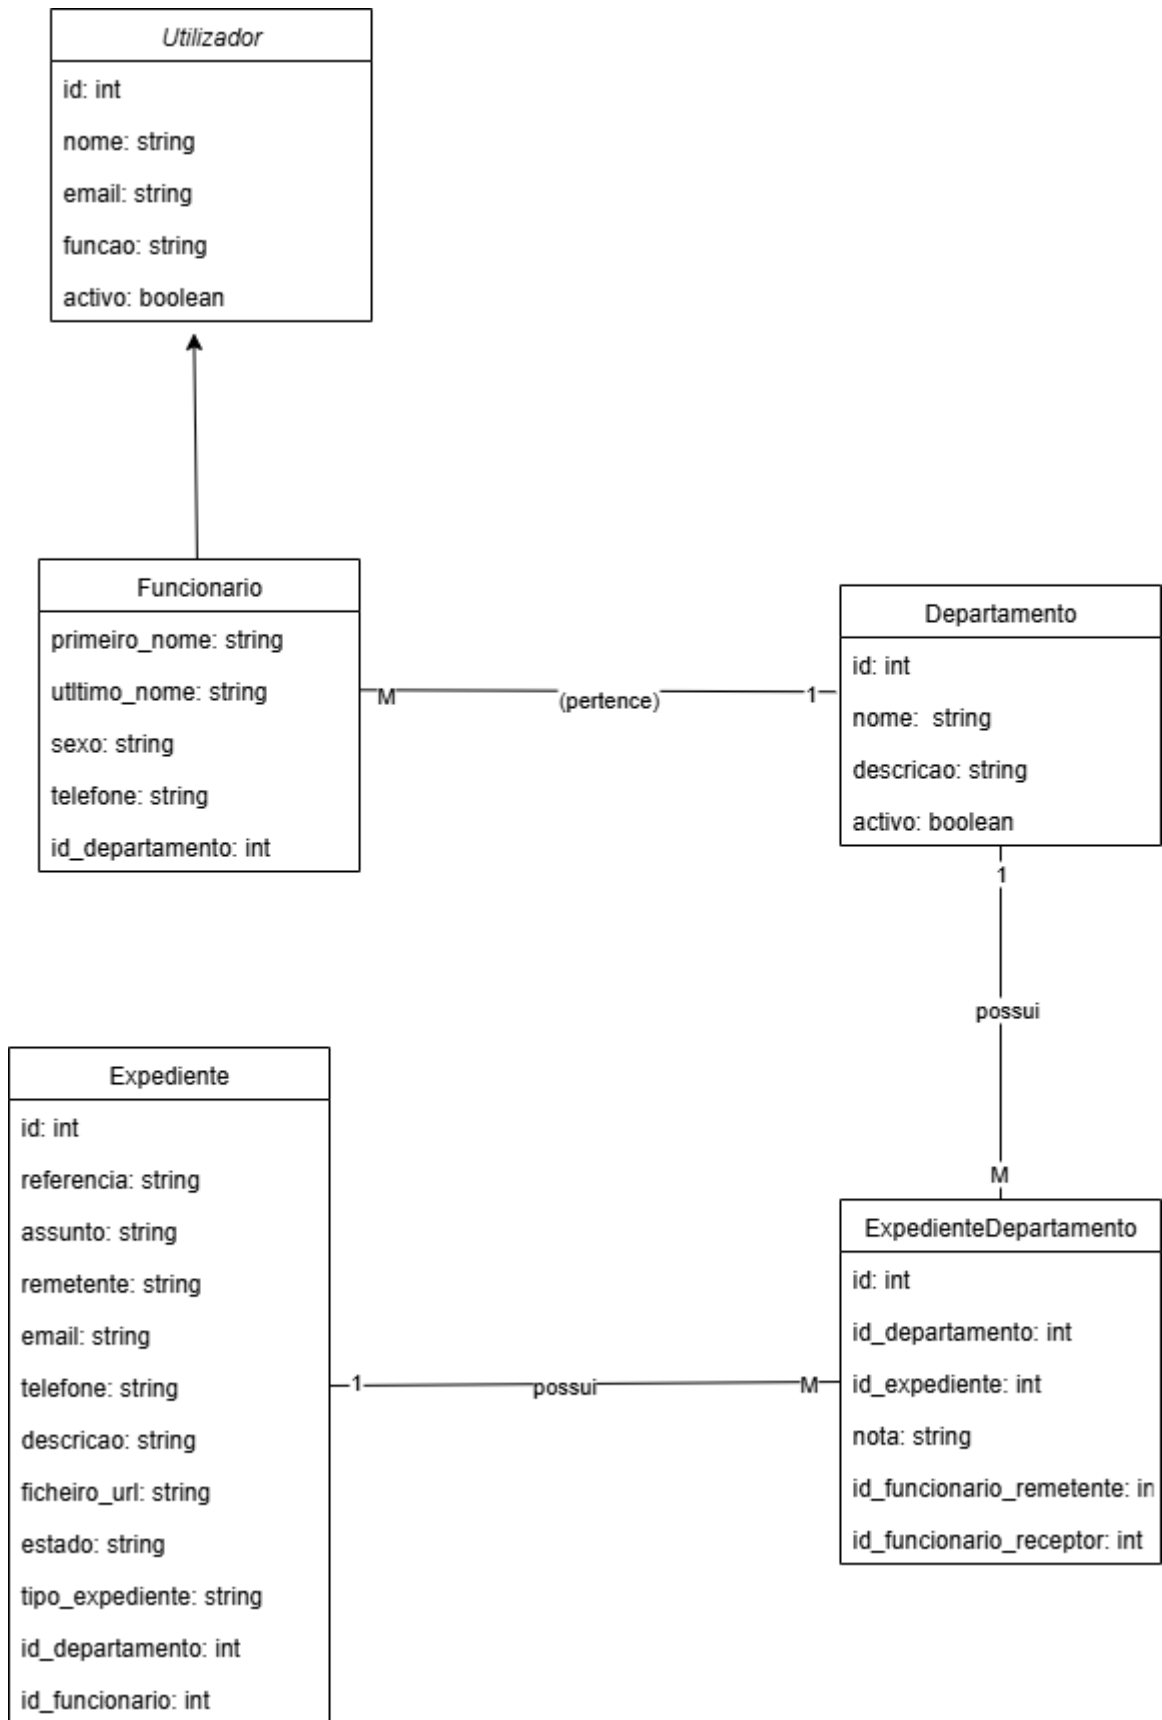 Utilizador
id: int
nome: string
email: string
funcao: string
activo: boolean
Funcionario
primeiro_nome: string
utltimo_nome: string
sexo: string
telefone: string
id_departamento: int
M
(pertence)
1
Departamento
id: int
nome: string
descricao: string
activo: boolean
1
possui
M
Expediente
id: int
referencia: string
assunto: string
remetente: string
email: string
telefone: string
descricao: string
ficheiro_url: string
estado: string
tipo_expediente: string
id_departamento: int
id_funcionario: int
1
possui
M
ExpedienteDepartamento
id: int
id_departamento: int
id_expediente: int
nota: string
id_funcionario_remetente: in
id_funcionario_receptor: int